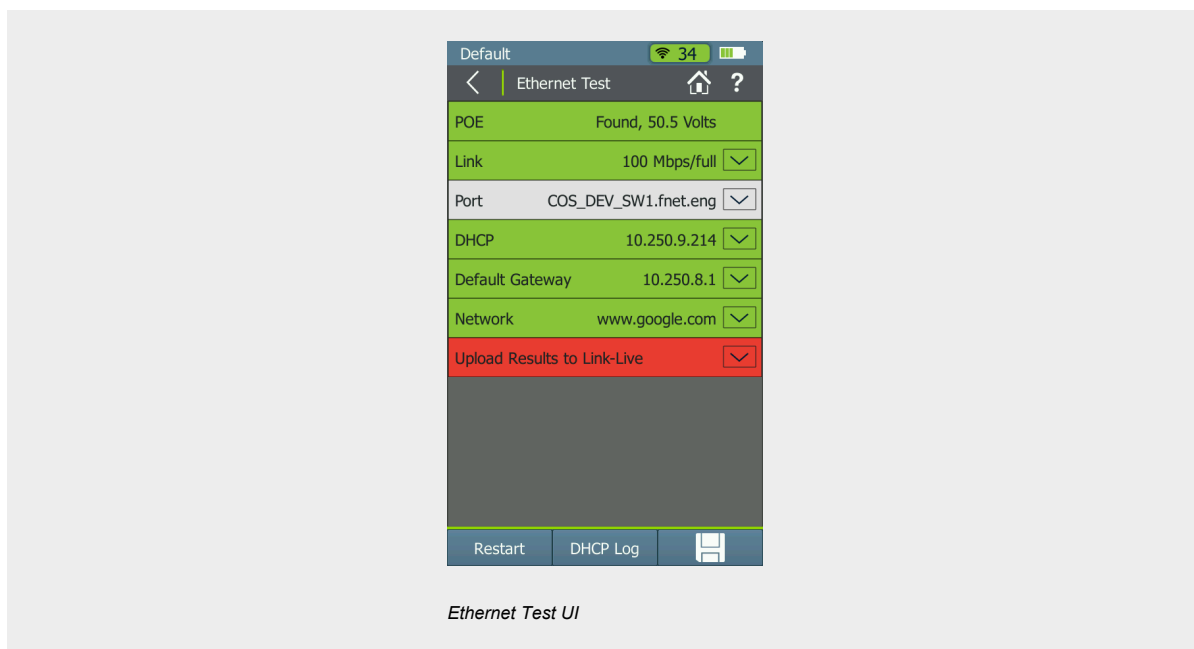 Default 34
Ethernet Test ?
POE Found, 50.5 Volts
Link 100 Mbps/full
Port COS_DEV_SW1.fnet.eng
DHCP 10.250.9.214
Default Gateway 10.250.8.1
Network www.google.com
Upload Results to Link-Live
Restart DHCP Log
Ethernet Test UI